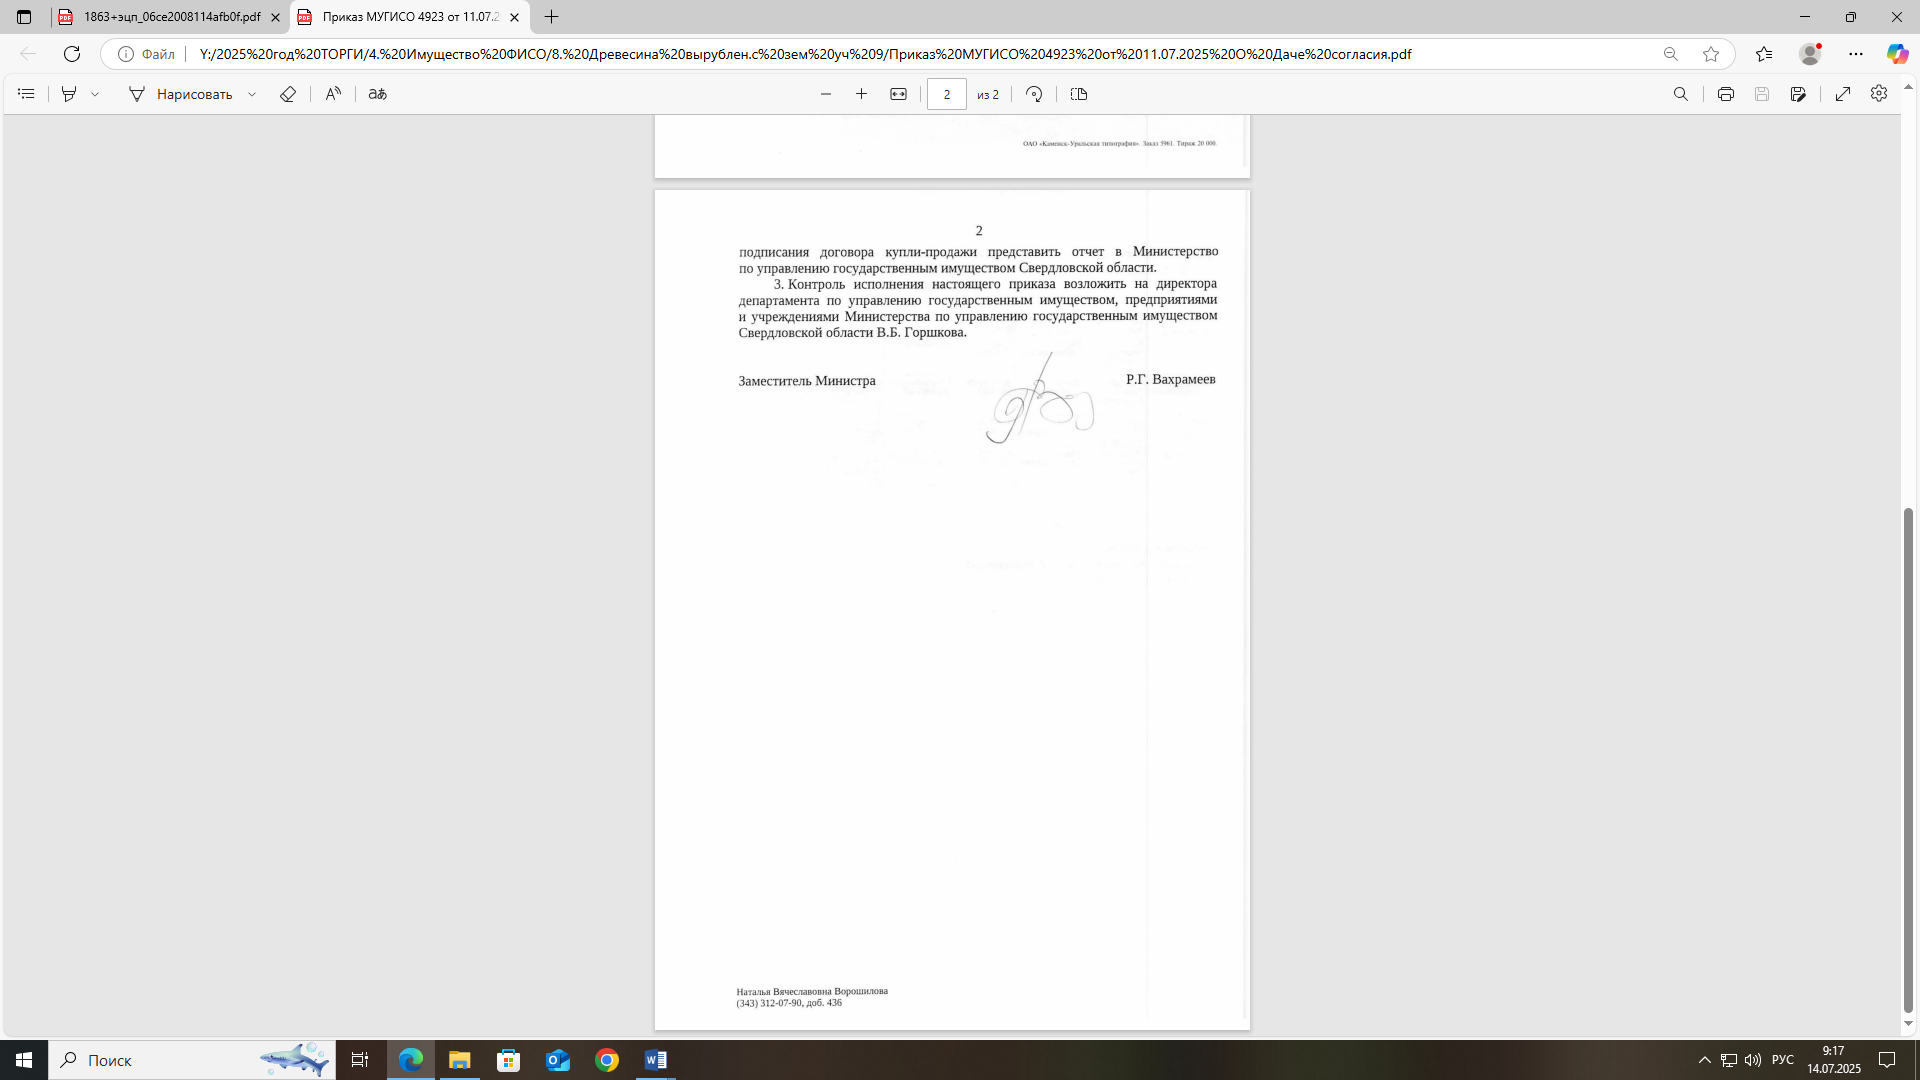 1863+эцп_06ce2008114afb0f.pdf
Приказ МУГИСО 4923 от 11.07.2
Файл
Y:/2025%20год%20ТОРГИ/4.%20Имущество%20ФИСО/8.%20Древесина%20вырублен.с%20зем%20уч%209/Приказ%20МУГИСО%204923%20от%2011.07.2025%20О%20Даче%20согласия.pdf
Нарисовать
аあ
2
из 2
ОАО «Каменск-Уральская типография». Заказ 5961. Тираж 20 000.
2
подписания договора купли-продажи представить отчет в Министерство
по управлению государственным имуществом Свердловской области.
3. Контроль исполнения настоящего приказа возложить на директора
департамента по управлению государственным имуществом, предприятиями
и учреждениями Министерства по управлению государственным имуществом
Свердловской области В.Б. Горшкова.
Заместитель Министра
Р.Г. Вахрамеев
Наталья Вячеславовна Ворошилова
(343) 312-07-90, доб. 436
Поиск
РУС
9:17
14.07.2025